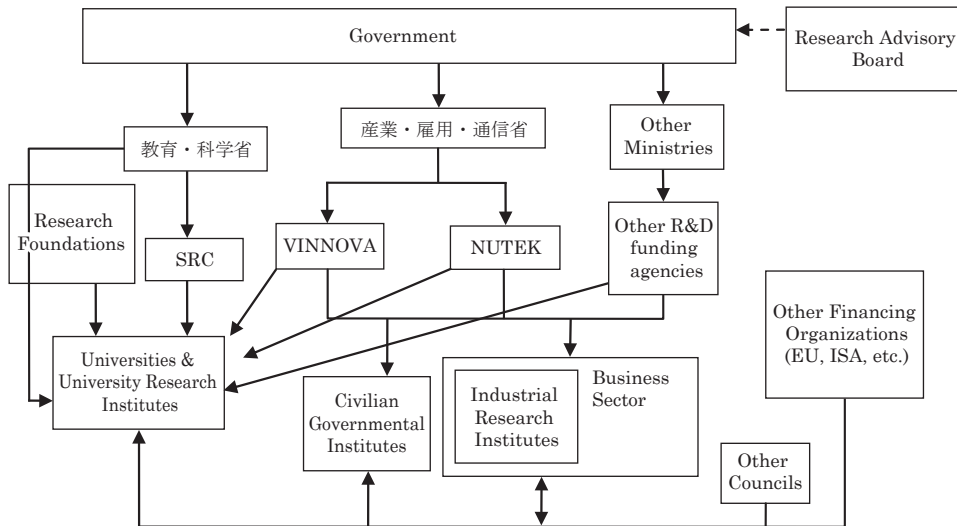 Government
Research Advisory
Board
教育・科学省
産業・雇用・通信省
Other
Ministries
Research
Foundations
SRC
VINNOVA
NUTEK
Other R&D
funding
agencies
Other Financing
Organizations
(EU, ISA, etc.)
Universities &
University Research
Institutes
Civilian
Governmental
Institutes
Industrial
Research
Institutes
Business
Sector
Other
Councils